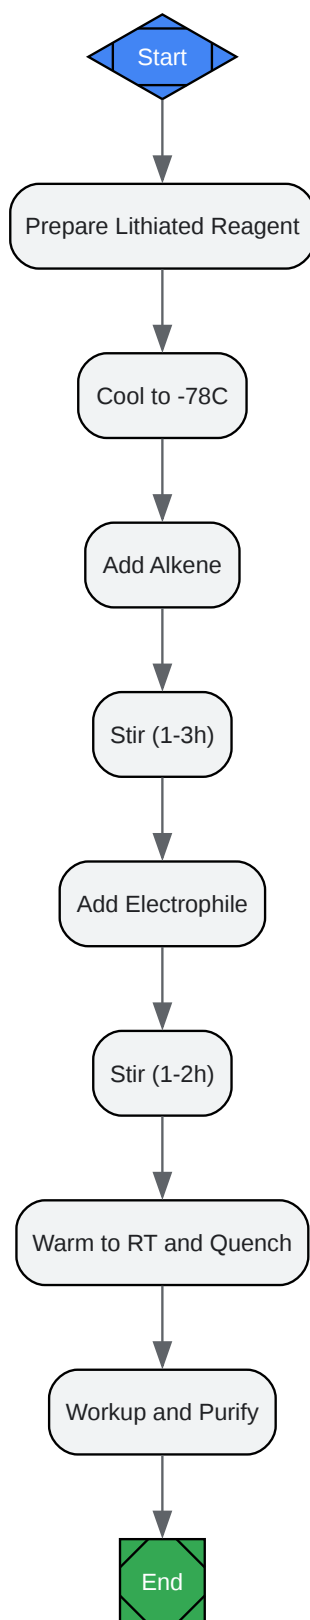 Start
Prepare Lithiated Reagent
Cool to -78C
Add Alkene
Stir (1-3h)
Add Electrophile
Stir (1-2h)
Warm to RT and Quench
Workup and Purify
End